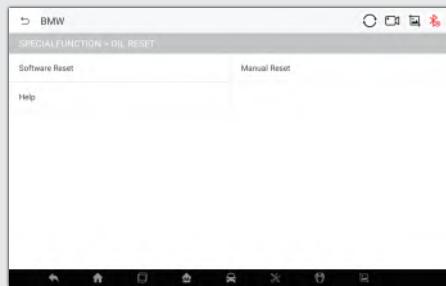 BMW
SPECIALFUNCTION > OIL RESET
Software Reset
Manual Reset
Help